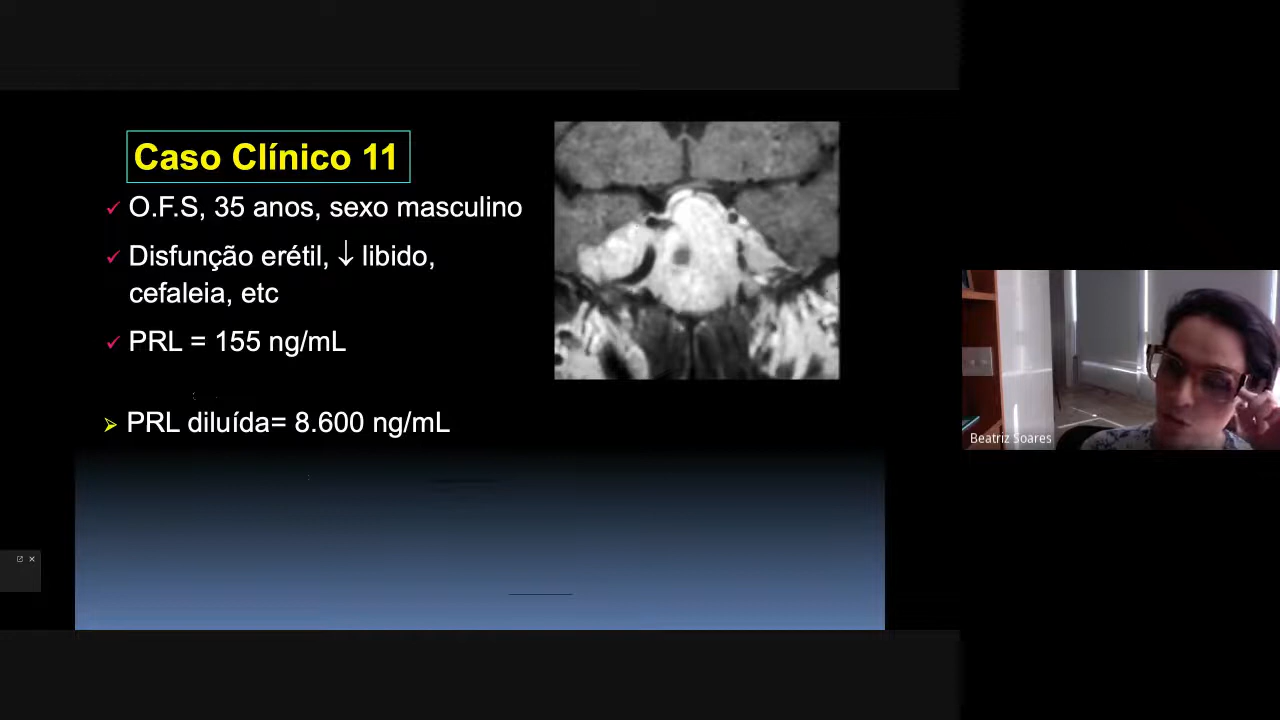 Caso Clínico 11
✓ O.F.S, 35 anos, sexo masculino
✓ Disfunção erétil, ↓ libido,
cefaleia, etc
✓ PRL = 155 ng/mL
➢ PRL diluída= 8.600 ng/mL
Beatriz Soares